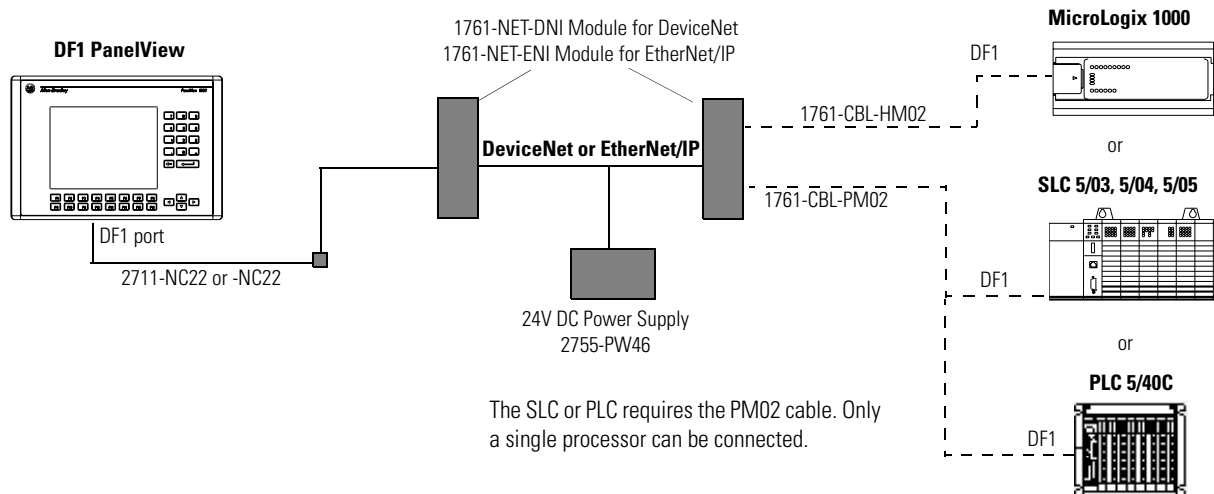 1761-NET-DNI Module for DeviceNet
1761-NET-ENI Module for EtherNet/IP
DF1 PanelView
MicroLogix 1000
DF1
1761-CBL-HM02
or
DeviceNet or EtherNet/IP
SLC 5/03, 5/04, 5/05
1761-CBL-PM02
DF1 port
2711-NC22 or -NC22
DF1
24V DC Power Supply
2755-PW46
or
PLC 5/40C
The SLC or PLC requires the PM02 cable. Only
a single processor can be connected.
DF1